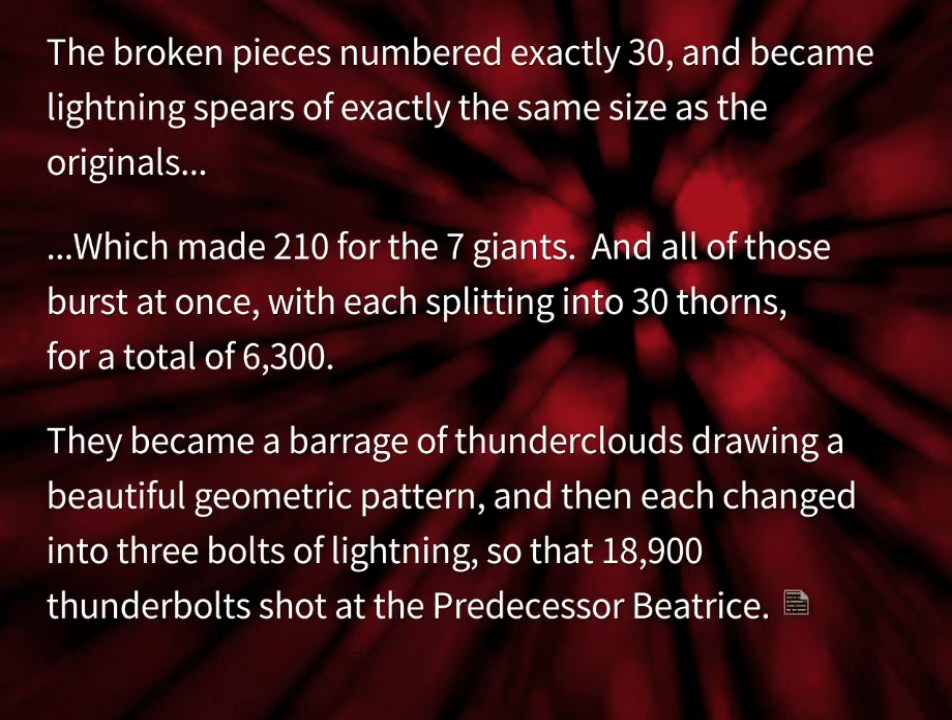 The broken pieces numbered exactly 30, and became
lightning spears of exactly the same size as the
originals...
...Which made 210 for the 7 giants.  And all of those
burst at once, with each splitting into 30 thorns,
for a total of 6,300.
They became a barrage of thunderclouds drawing a
beautiful geometric pattern, and then each changed
into three bolts of lightning, so that 18,900
thunderbolts shot at the Predecessor Beatrice.